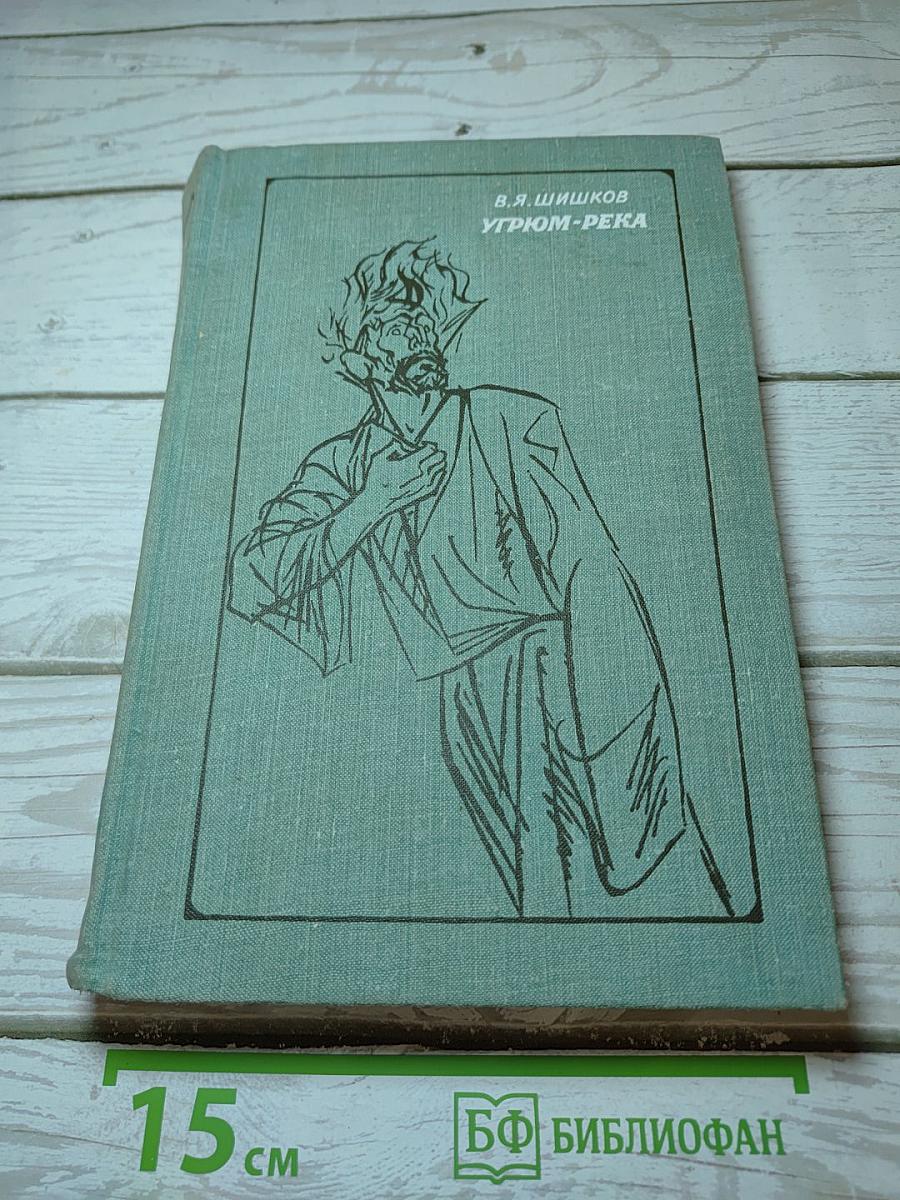 В.Я.ШИШКОВ
УГРЮМ-РЕКА
15 см
БФ БИБЛИОФАН